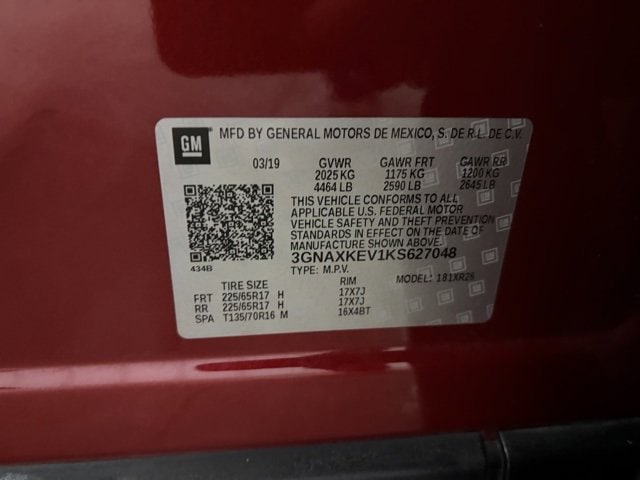 GM
MFD BY GENERAL MOTORS DE MEXICO, S. DE R.L. DE C.V.
03/19 GVWR GAWR FRT GAWR RR
2025 KG 1175 KG 1200 KG
4464 LB 2590 LB 2645 LB
THIS VEHICLE CONFORMS TO ALL
APPLICABLE U.S. FEDERAL MOTOR
VEHICLE SAFETY AND THEFT PREVENTION
STANDARDS IN EFFECT ON THE DATE OF
MANUFACTURE SHOWN ABOVE.
3GNAXKEV1KS627048
434B
TYPE: M.P.V. MODEL: 181XR26
TIRE SIZE RIM
FRT 225/65R17 H 17X7J
RR 225/65R17 H 17X7J
SPA T135/70R16 M 16X4BT